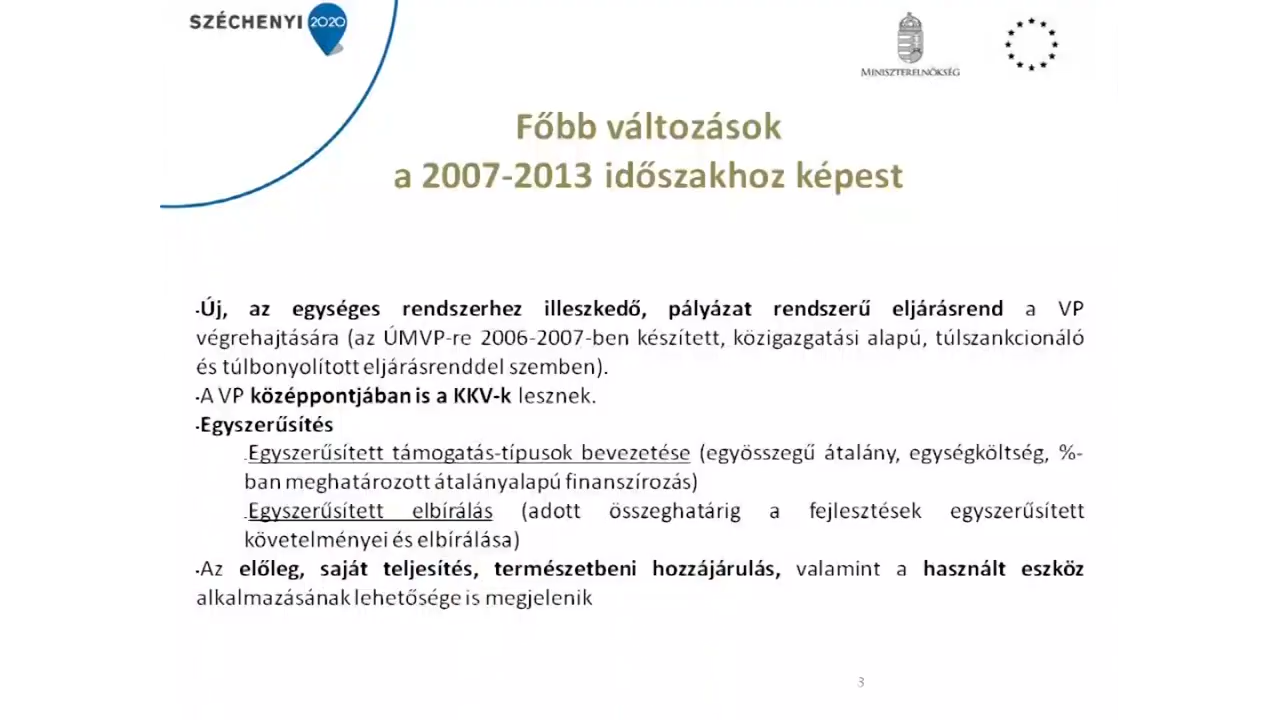 SZÉCHENYI 2020
MINISZTERELNÖKSÉG
Főbb változások
a 2007-2013 időszakhoz képest
•Új, az egységes rendszerhez illeszkedő, pályázat rendszerű eljárásrend a VP
végrehajtására (az ÚMVP-re 2006-2007-ben készített, közigazgatási alapú, túlszankcionáló
és túlbonyolított eljárásrenddel szemben).
•A VP középpontjában is a KKV-k lesznek.
•Egyszerűsítés
.Egyszerűsített támogatás-típusok bevezetése (egyösszegű átalány, egységköltség, %-
ban meghatározott átalányalapú finanszírozás)
.Egyszerűsített elbírálás (adott összeghatárig a fejlesztések egyszerűsített
követelményei és elbírálása)
•Az előleg, saját teljesítés, természetbeni hozzájárulás, valamint a használt eszköz
alkalmazásának lehetősége is megjelenik
3